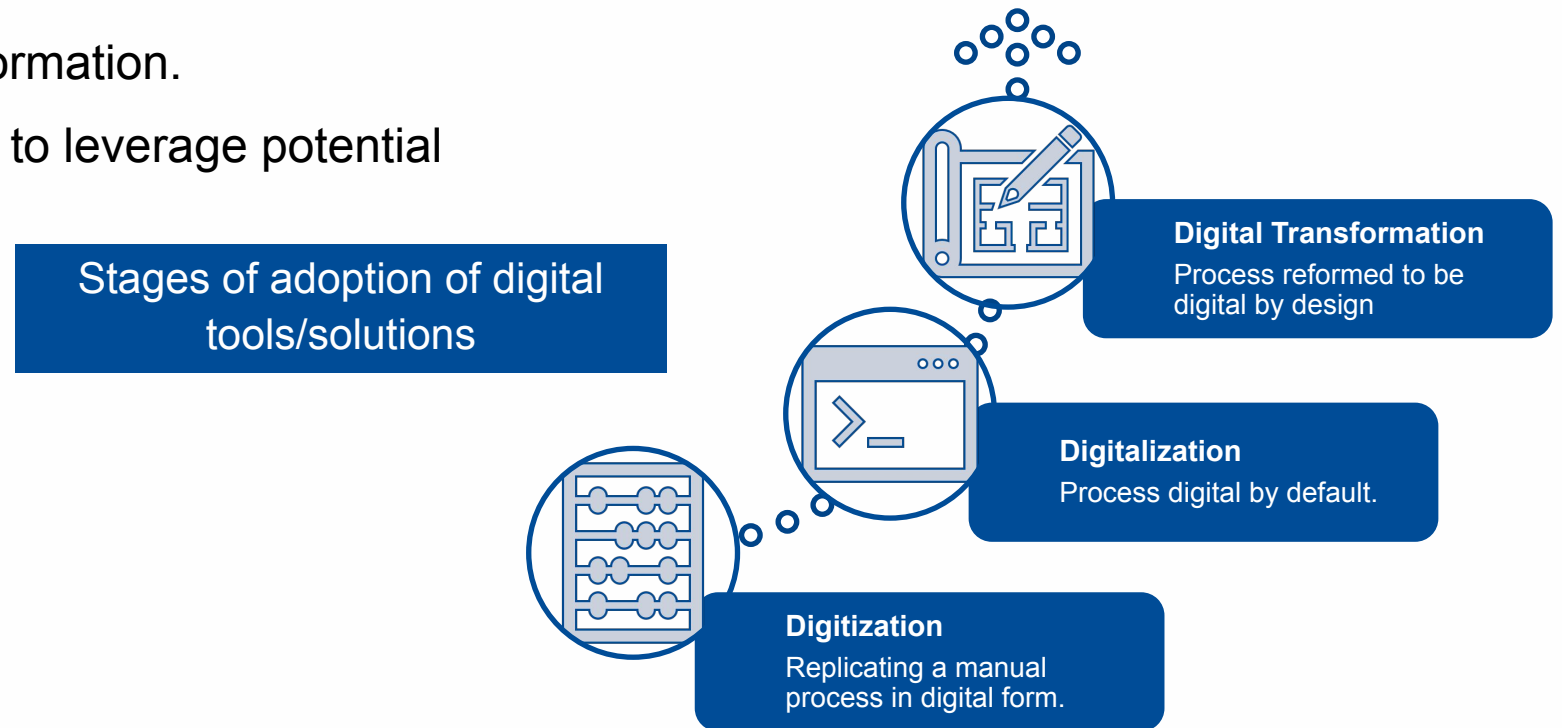 to leverage potential
Stages of adoption of digital
tools/solutions
Digital Transformation
Process reformed to be
digital by design
Digitalization
Process digital by default.
Digitization
Replicating a manual
process in digital form.